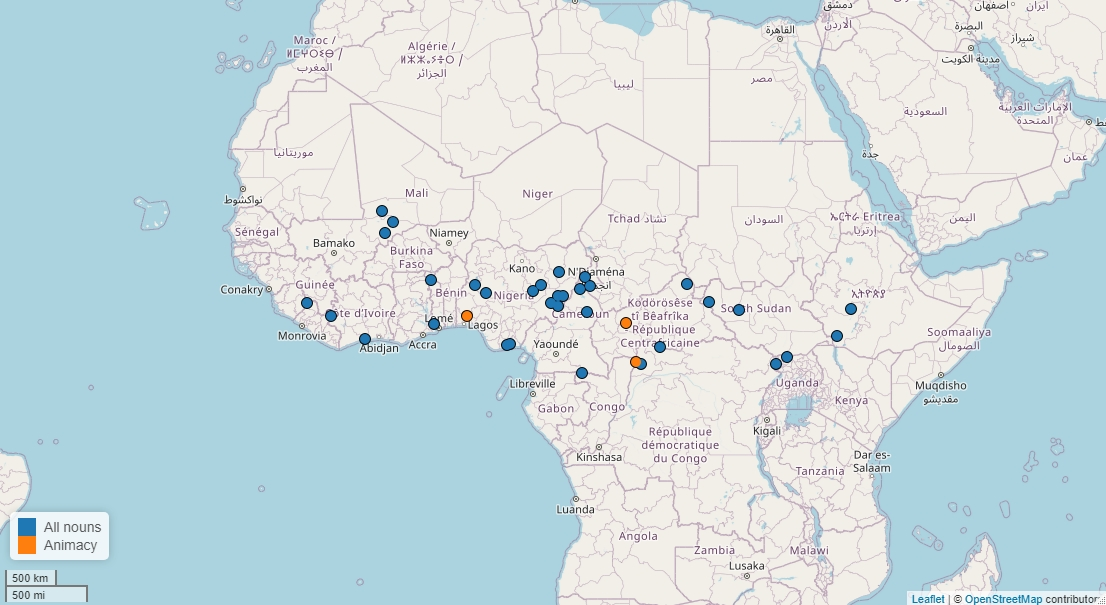 دمشق
اصفهان
ایران
Maroc /
ⵍⵎⵖⵔⵉⴱ /
المغرب
Algérie /
ⵍⵣⵣⴰⵢⴻⵔ /
الجزائر
القاهرة
الأردن
البصرة
شیراز
مدينة الكويت
ليبيا
مصر
السعودية
الإمارات العربية
المتحدة
موريتانيا
جدة
عمان
نواكشوط
Mali
Niger
Tchad تشاد
السودان
ኤርትራ Eritrea
إرتريا
اليمن
Sénégal
Bamako
Niamey
Burkina
Faso
Kano
N'Djaména
انجمينا
Conakry
Guinée
Bénin
Nigeria
Ködörösêse
tî Bêafrîka
/ République
Centrafricaine
South Sudan
ኢትዮጵያ
Côte d'Ivoire
Lomé
Lagos
Cameroun
Soomaaliya
الصومال
Monrovia
Abidjan
Accra
Yaoundé
Libreville
Uganda
Kenya
Muqdisho
مقديشو
Gabon
Congo
Kigali
République
démocratique
du Congo
Kinshasa
Dar es-
Salaam
Tanzania
Luanda
All nouns
Animacy
Angola
Zambia
Malawi
Lusaka
500 km
500 mi
Leaflet | © OpenStreetMap contributors